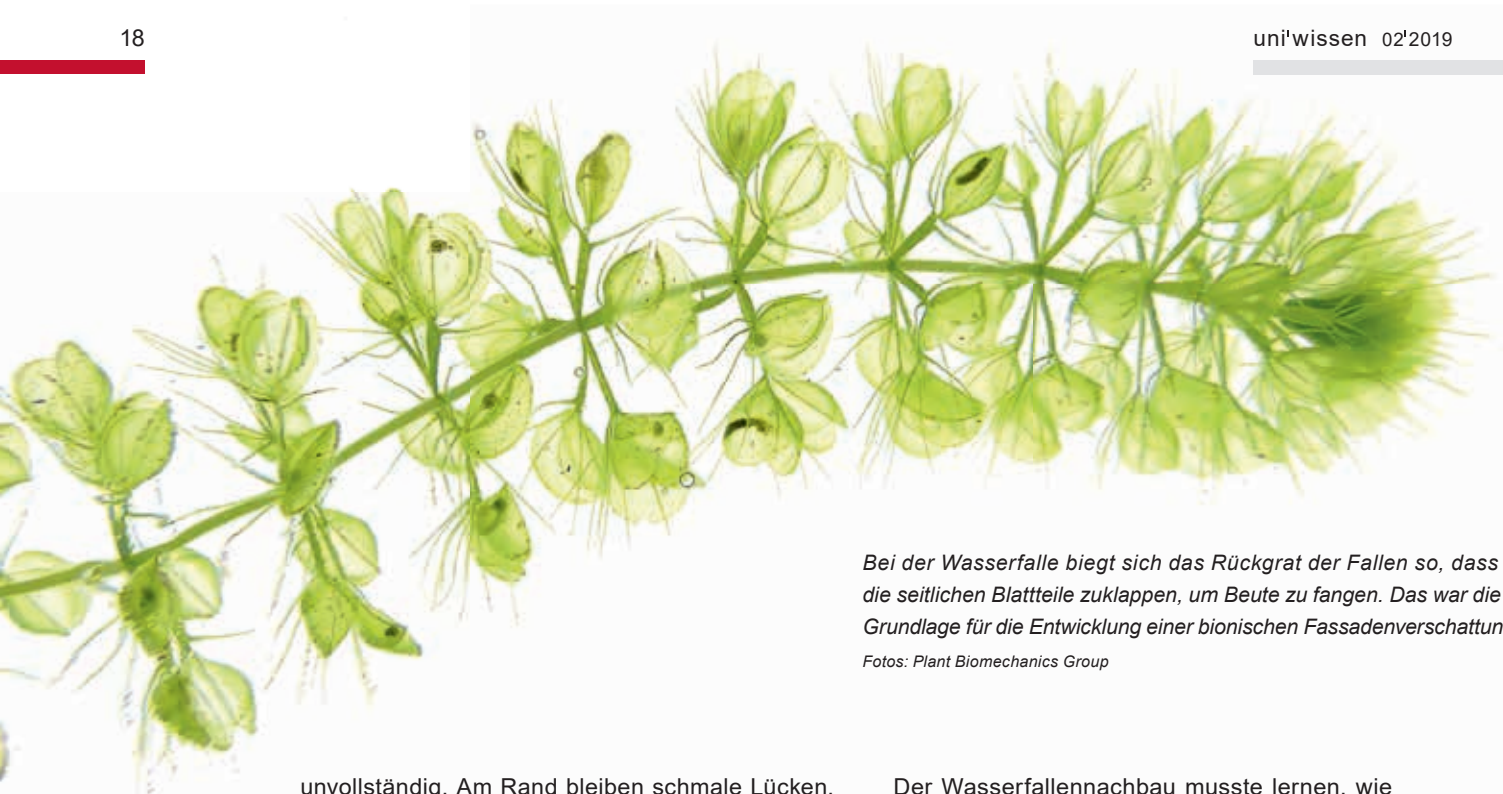 18
uni'wissen 02'2019
Bei der Wasserfalle biegt sich das Rückgrat der Fallen so, dass
die seitlichen Blattteile zuklappen, um Beute zu fangen. Das war die
Grundlage für die Entwicklung einer bionischen Fassadenverschattun
Fotos: Plant Biomechanics Group
unvollständig. Am Rand bleiben schmale Lücken,
Der Wasserfallennachbau musste lernen, wie